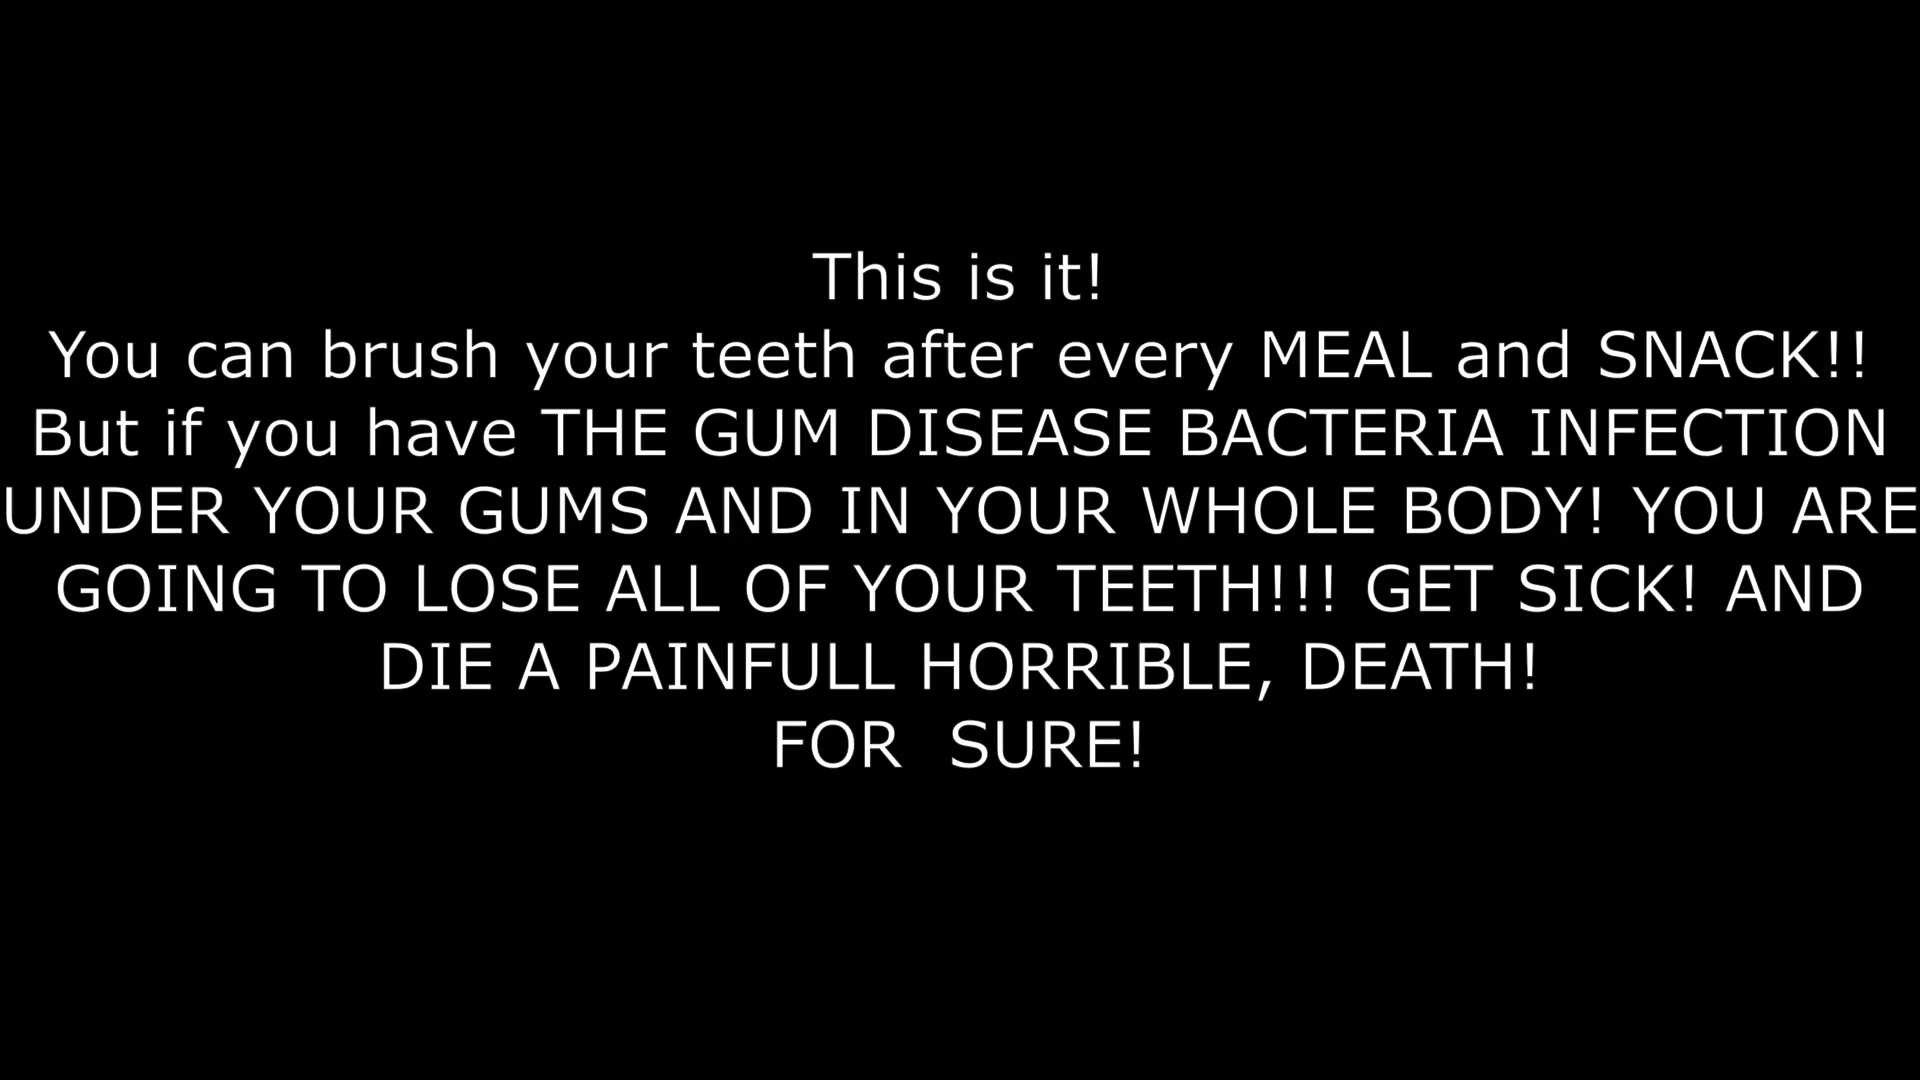 This is it!
You can brush your teeth after every MEAL and SNACK!!
But if you have THE GUM DISEASE BACTERIA INFECTION
UNDER YOUR GUMS AND IN YOUR WHOLE BODY! YOU ARE
GOING TO LOSE ALL OF YOUR TEETH!!! GET SICK! AND
DIE A PAINFULL HORRIBLE, DEATH!
FOR  SURE!